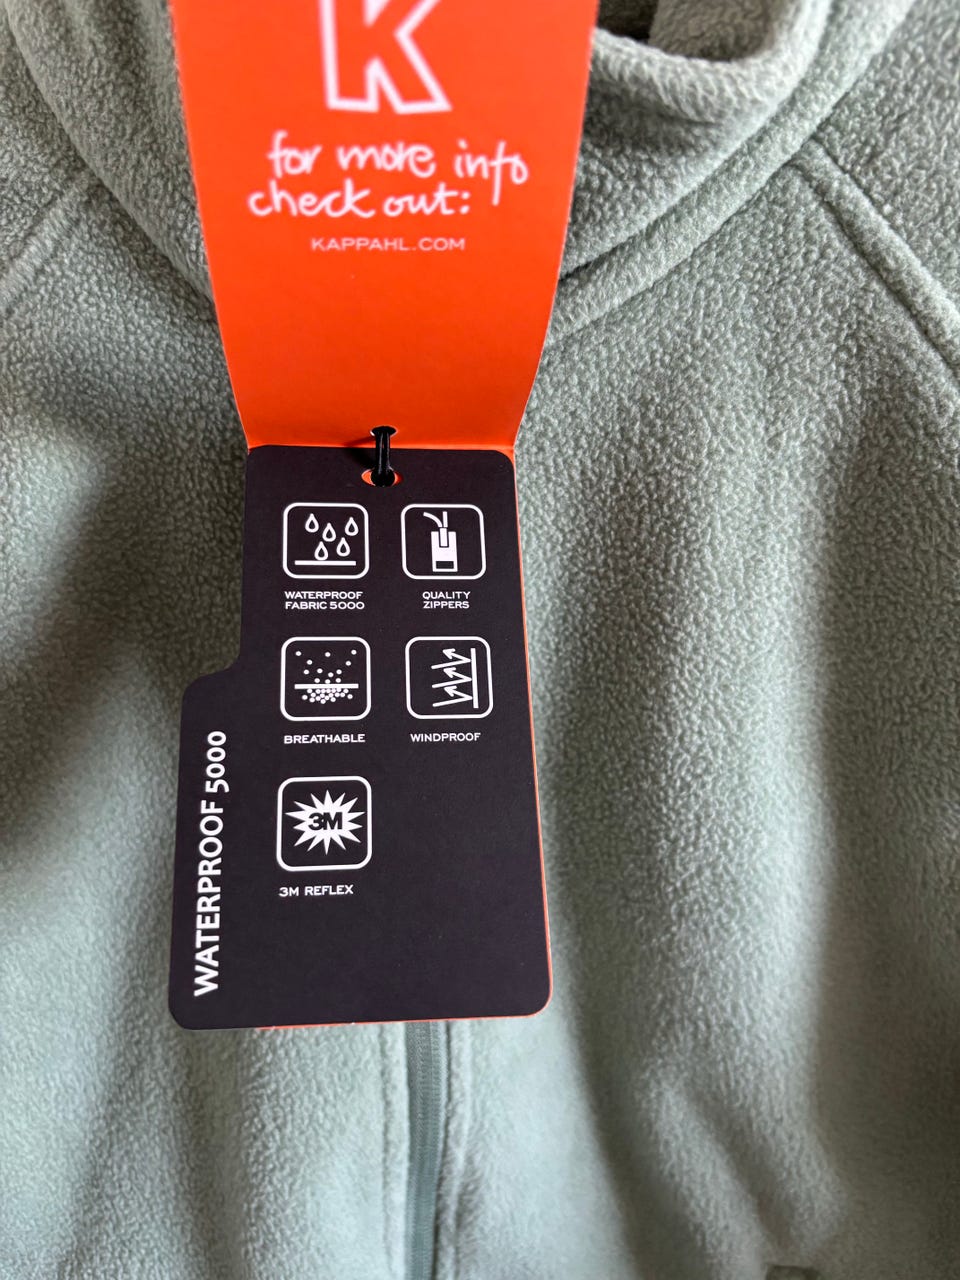 K
for more info
check out:
KAPPAHL.COM
WATERPROOF
FABRIC 5000
QUALITY
ZIPPERS
BREATHABLE
WINDPROOF
3M
3M REFLEX
WATERPROOF 5000